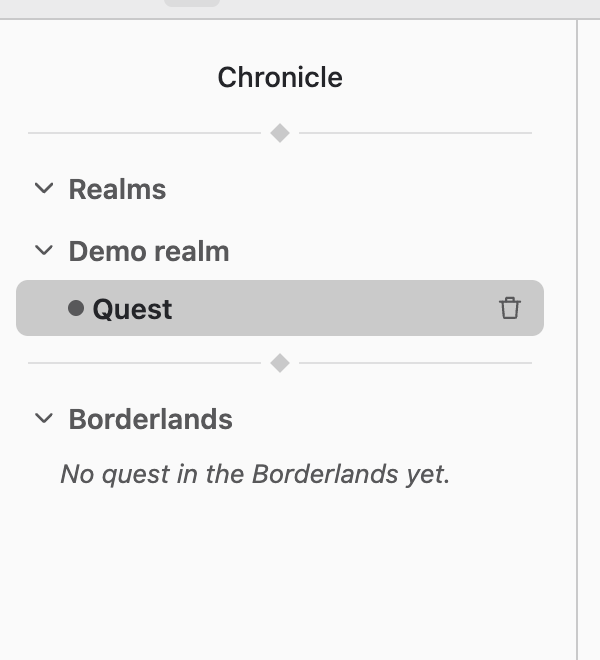 Chronicle
Realms
Demo realm
Quest
Borderlands
No quest in the Borderlands yet.